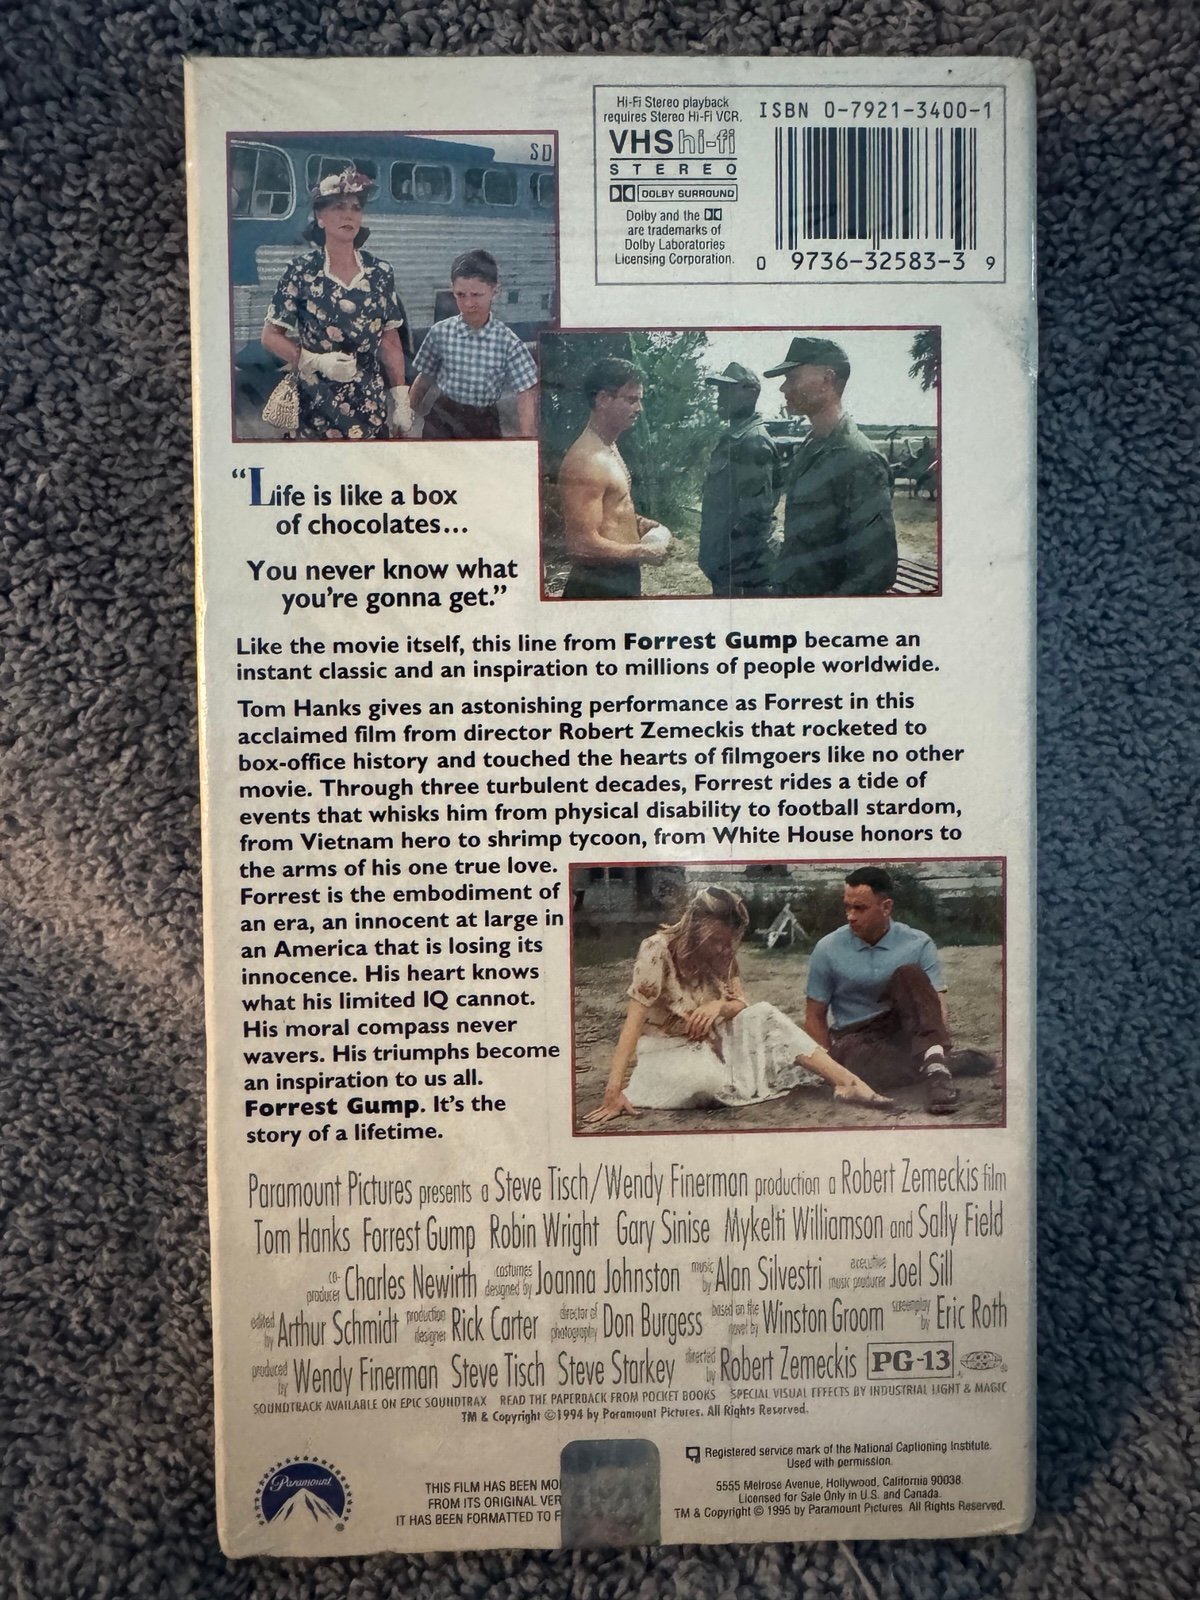 Hi-Fi Stereo playback
requires Stereo Hi-Fi VCR.
VHS hi-fi
STEREO
DOLBY SURROUND
Dolby and the
are trademarks of
Dolby Laboratories
Licensing Corporation.
ISBN 0-7921-3400-1
0 9736-32583-3 9
SD
“Life is like a box
of chocolates...
You never know what
you're gonna get.”
Like the movie itself, this line from Forrest Gump became an
instant classic and an inspiration to millions of people worldwide.
Tom Hanks gives an astonishing performance as Forrest in this
acclaimed film from director Robert Zemeckis that rocketed to
box-office history and touched the hearts of filmgoers like no other
movie. Through three turbulent decades, Forrest rides a tide of
events that whisks him from physical disability to football stardom,
from Vietnam hero to shrimp tycoon, from White House honors to
the arms of his one true love.
Forrest is the embodiment of
an era, an innocent at large in
an America that is losing its
innocence. His heart knows
what his limited IQ cannot.
His moral compass never
wavers. His triumphs become
an inspiration to us all.
Forrest Gump. It's the
story of a lifetime.
Paramount Pictures presents a Steve Tisch/Wendy Finerman production a Robert Zemeckis film
Tom Hanks Forrest Gump Robin Wright Gary Sinise Mykelti Williamson and Sally Field
co-producer Charles Newirth costumes designed by Joanna Johnston music by Alan Silvestri executive music producer Joel Sill
edited by Arthur Schmidt production designer Rick Carter director of photography Don Burgess based on the novel by Winston Groom screenplay by Eric Roth
produced by Wendy Finerman Steve Tisch Steve Starkey directed by Robert Zemeckis PG-13
SOUNDTRACK AVAILABLE ON EPIC SOUNDTRAX READ THE PAPERBACK FROM POCKET BOOKS SPECIAL VISUAL EFFECTS BY INDUSTRIAL LIGHT & MAGIC
TM & Copyright ©1994 by Paramount Pictures. All Rights Reserved.
Paramount
THIS FILM HAS BEEN MO
FROM ITS ORIGINAL VER
IT HAS BEEN FORMATTED TO F
Registered service mark of the National Captioning Institute.
Used with permission.
5555 Melrose Avenue, Hollywood, California 90038.
Licensed for Sale Only in U.S. and Canada.
TM & Copyright © 1995 by Paramount Pictures. All Rights Reserved.